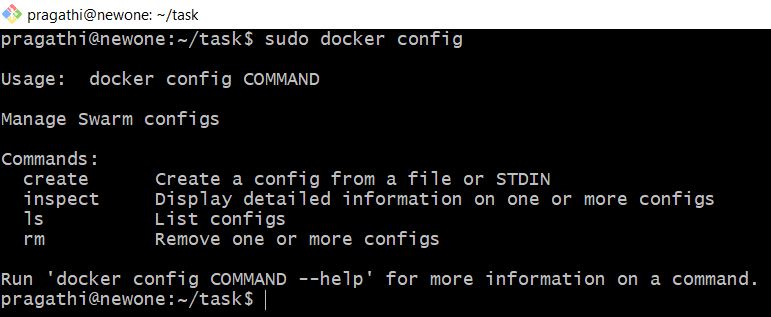 pragathi@newone: ~/task
pragathi@newone:~/task$ sudo docker config
Usage:  docker config COMMAND
Manage Swarm configs
Commands:
  create      Create a config from a file or STDIN
  inspect     Display detailed information on one or more configs
  ls          List configs
  rm          Remove one or more configs
Run 'docker config COMMAND --help' for more information on a command.
pragathi@newone:~/task$